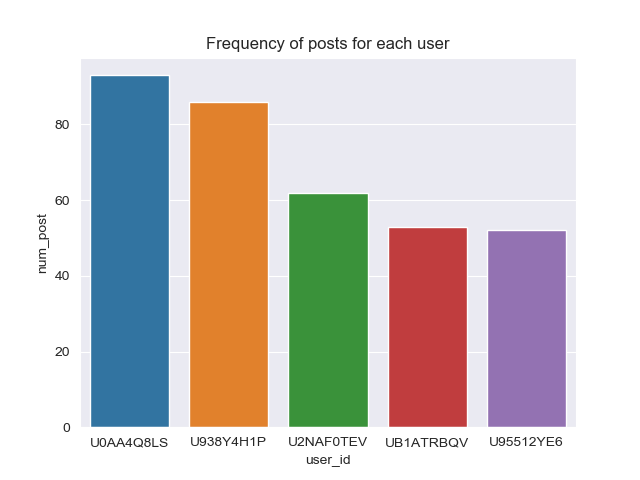 Frequency of posts for each user
num_post
80
60
40
20
0
U0AA4Q8LS U938Y4H1P U2NAF0TEV UB1ATRBQV U95512YE6
user_id